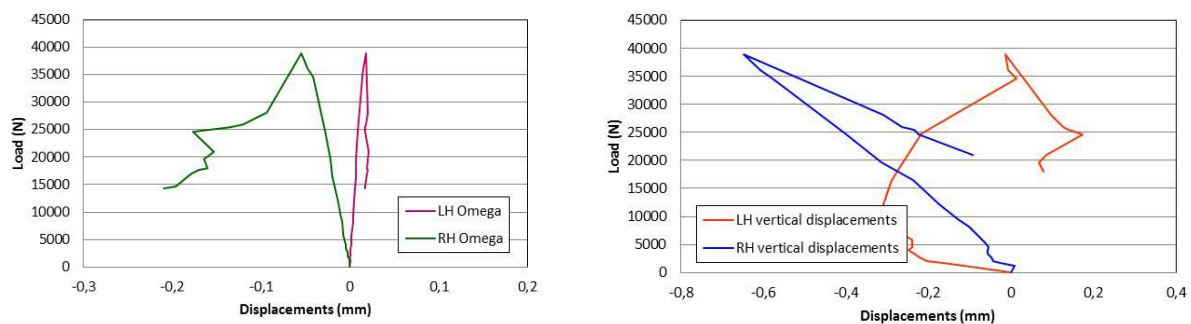 45000
40000
35000
30000
25000
20000
15000
10000
5000
0
Load (N)
LH Omega
RH Omega
-0,3 -0,2 -0,1 0 0,1 0,2
Displacements (mm)
45000
40000
35000
30000
25000
20000
15000
10000
5000
0
Load (N)
LH vertical displacements
RH vertical displacements
-0,8 -0,6 -0,4 -0,2 0 0,2 0,4
Displacements (mm)